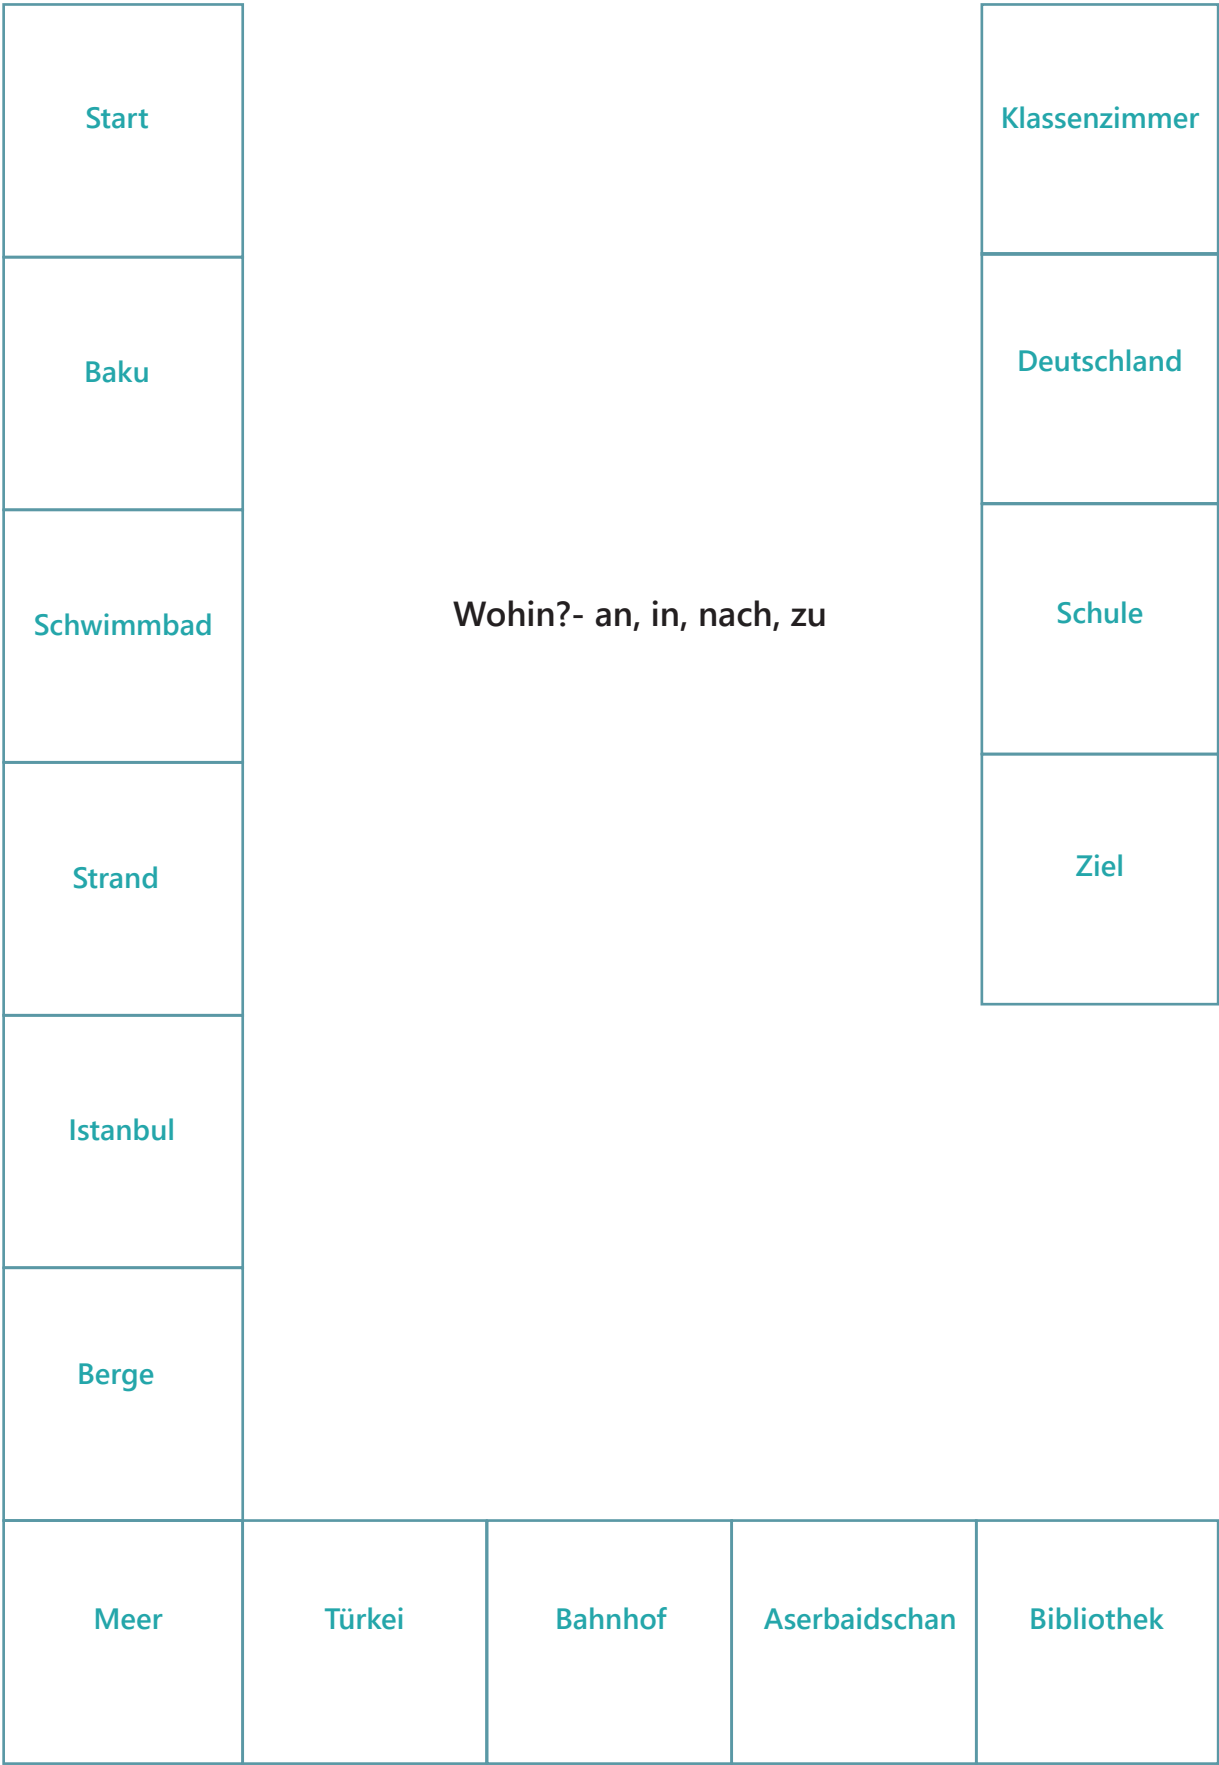 Start
Klassenzimmer
Baku
Deutschland
Schwimmbad
Wohin?- an, in, nach, zu
Schule
Strand
Ziel
Istanbul
Berge
Meer
Türkei
Bahnhof
Aserbaidschan
Bibliothek